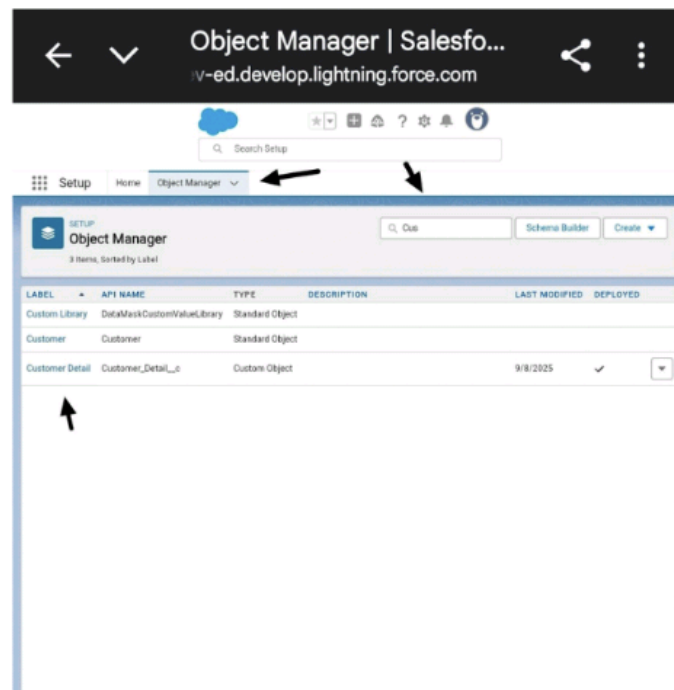 Object Manager | Salesfo...
v-ed.develop.lightning.force.com
Search Setup
Setup Home Object Manager
SETUP
Object Manager
3 Items, Sorted by Label
Cus
Schema Builder Create
LABEL API NAME TYPE DESCRIPTION LAST MODIFIED DEPLOYED
Custom Library DataMaskCustomValueLibrary Standard Object
Customer Customer Standard Object
Customer Detail Customer_Detail__c Custom Object 9/8/2025